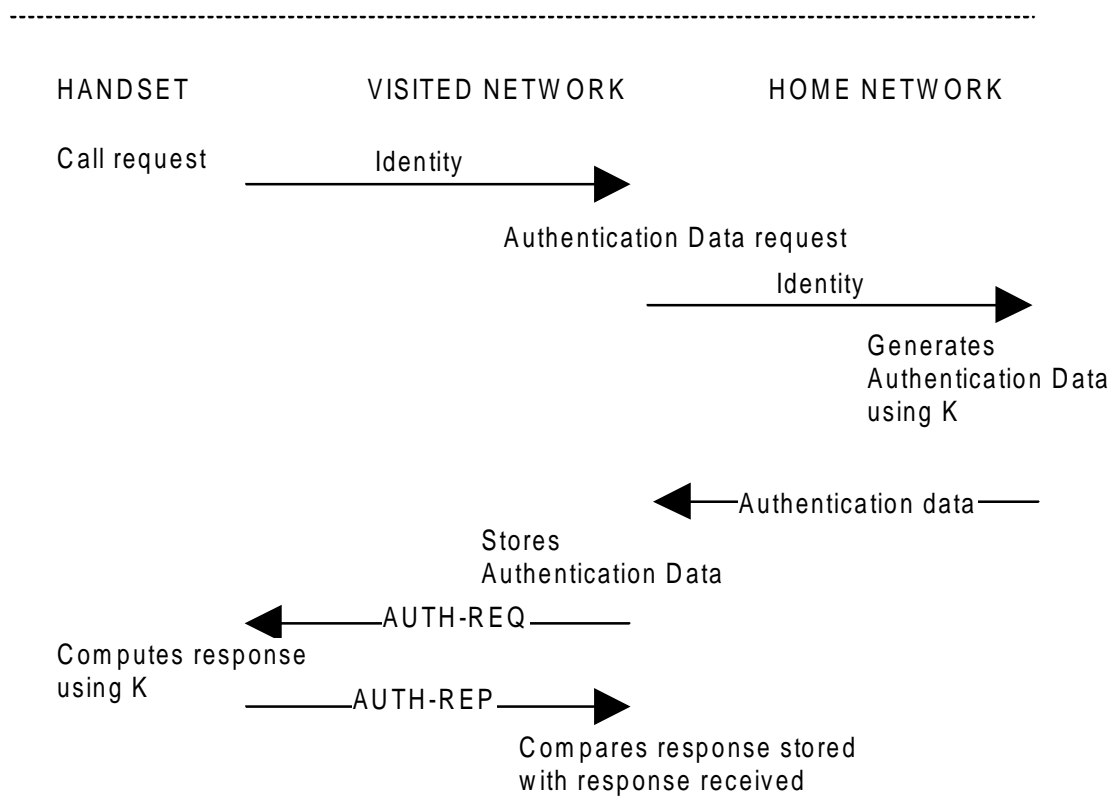 HANDSET VISITED NETWORK HOME NETWORK
Call request
Identity
Authentication Data request
Identity
Generates
Authentication Data
using K
Authentication data
Stores
Authentication Data
AUTH-REQ
Computes response
using K
AUTH-REP
Compares response stored
with response received